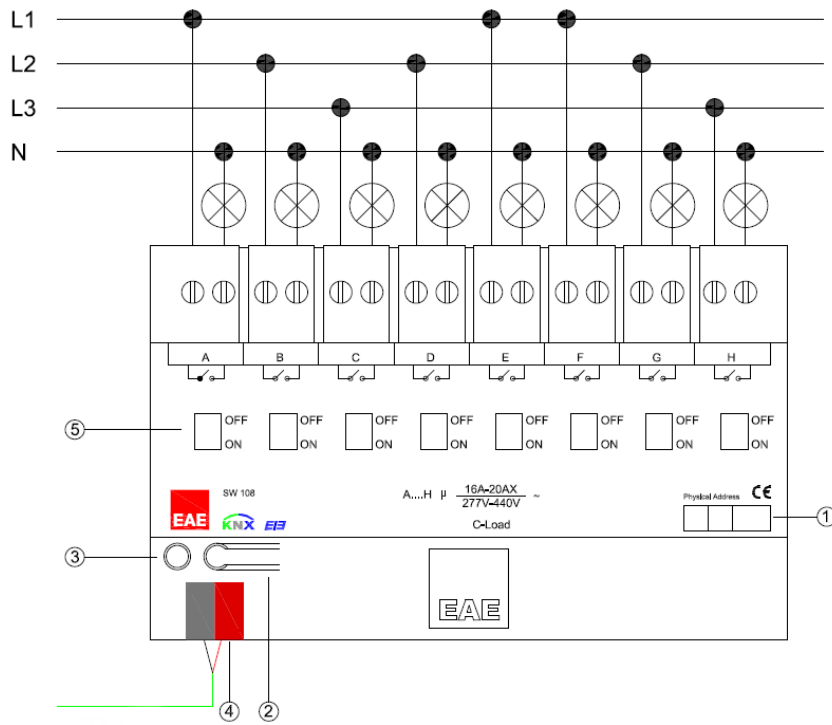 L1
L2
L3
N
A B C D E F G H
⑤
OFF OFF OFF OFF OFF OFF OFF OFF
ON ON ON ON ON ON ON ON
SW 108
EAE
KNX EIB
A....H µ 16A-20AX / 277V-440V ~
C-Load
Physical Address CE
①
③
EAE
④ ②